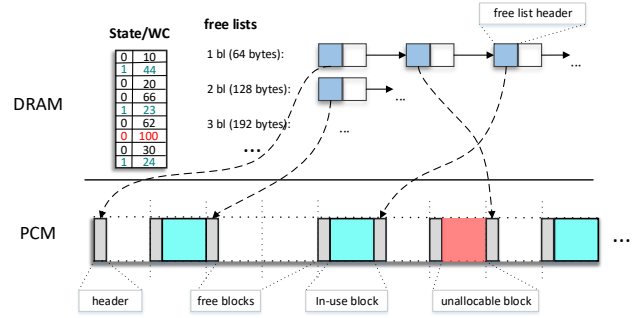 free list header
State/WC
free lists
0 10
1 44
0 20
0 66
1 23
0 62
0 100
0 30
1 24
1 bl (64 bytes):
...
2 bl (128 bytes):
...
3 bl (192 bytes):
...
...
DRAM
PCM
...
header
free blocks
In-use block
unallocable block